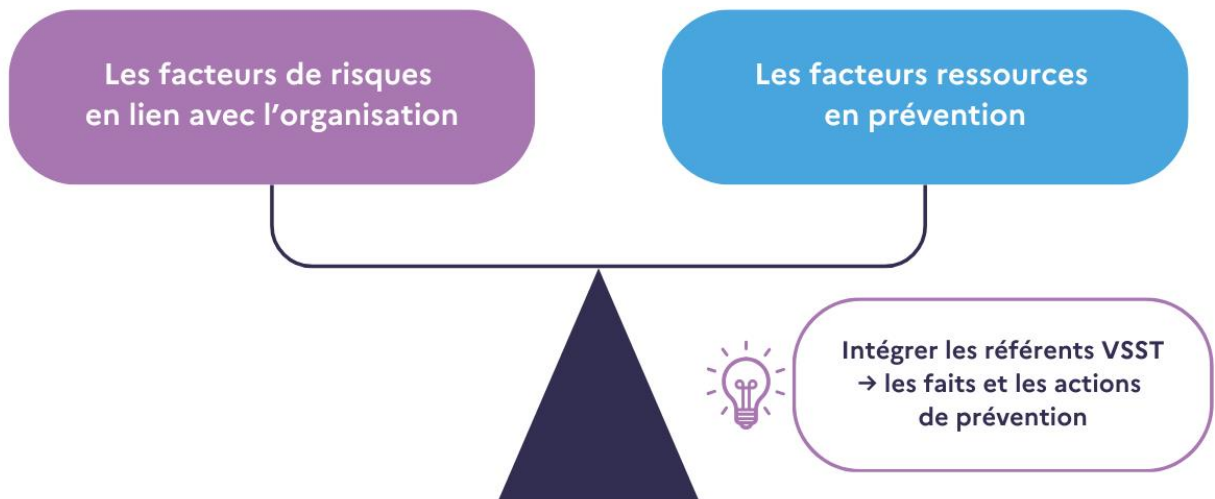 Les facteurs de risques
en lien avec l'organisation
Les facteurs ressources
en prévention
Intégrer les référents VSST
→ les faits et les actions
de prévention